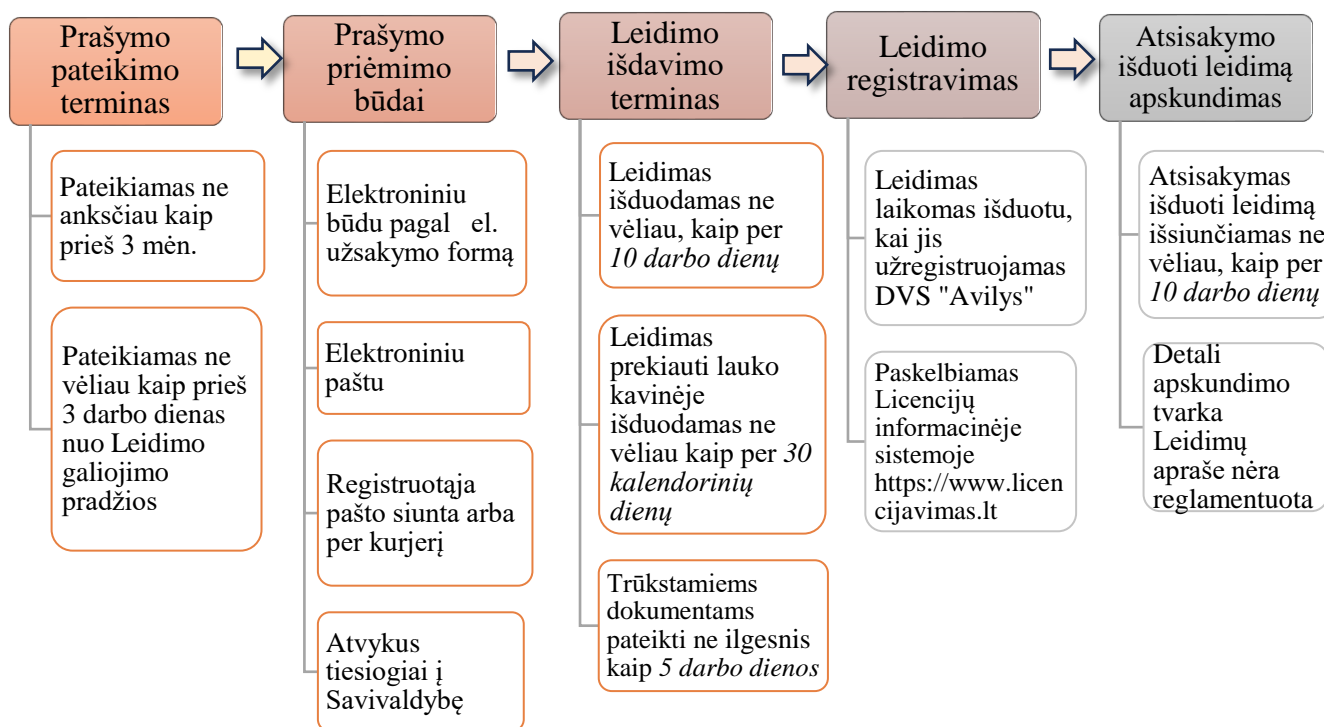 Prašymo
pateikimo
terminas
Pateikiamas ne
anksčiau kaip
prieš 3 mėn.
Pateikiamas ne
vėliau kaip prieš
3 darbo dienas
nuo Leidimo
galiojimo
pradžios
Prašymo
priėmimo
būdai
Elektroniniu
būdu pagal el.
užsakymo formą
Elektroniniu
paštu
Registruotąja
pašto siunta arba
per kurjerį
Atvykus
tiesiogiai į
Savivaldybę
Leidimo
išdavimo
terminas
Leidimas
išduodamas ne
vėliau, kaip per
10 darbo dienų
Leidimas
prekiauti lauko
kavinėje
išduodamas ne
vėliau kaip per 30
kalendorinių
dienų
Trūkstamiems
dokumentams
pateikti ne ilgesnis
kaip 5 darbo dienos
Leidimo
registravimas
Leidimas
laikomas išduotu,
kai jis
užregistruojamas
DVS "Avilys"
Paskelbiamas
Licencijų
informacinėje
sistemoje
https://www.licen
cijavimas.lt
Atsisakymo
išduoti leidimą
apskundimas
Atsisakymas
išduoti leidimą
išsiunčiamas ne
vėliau, kaip per
10 darbo dienų
Detali
apskundimo
tvarka
Leidimų
apraše nėra
reglamentuota